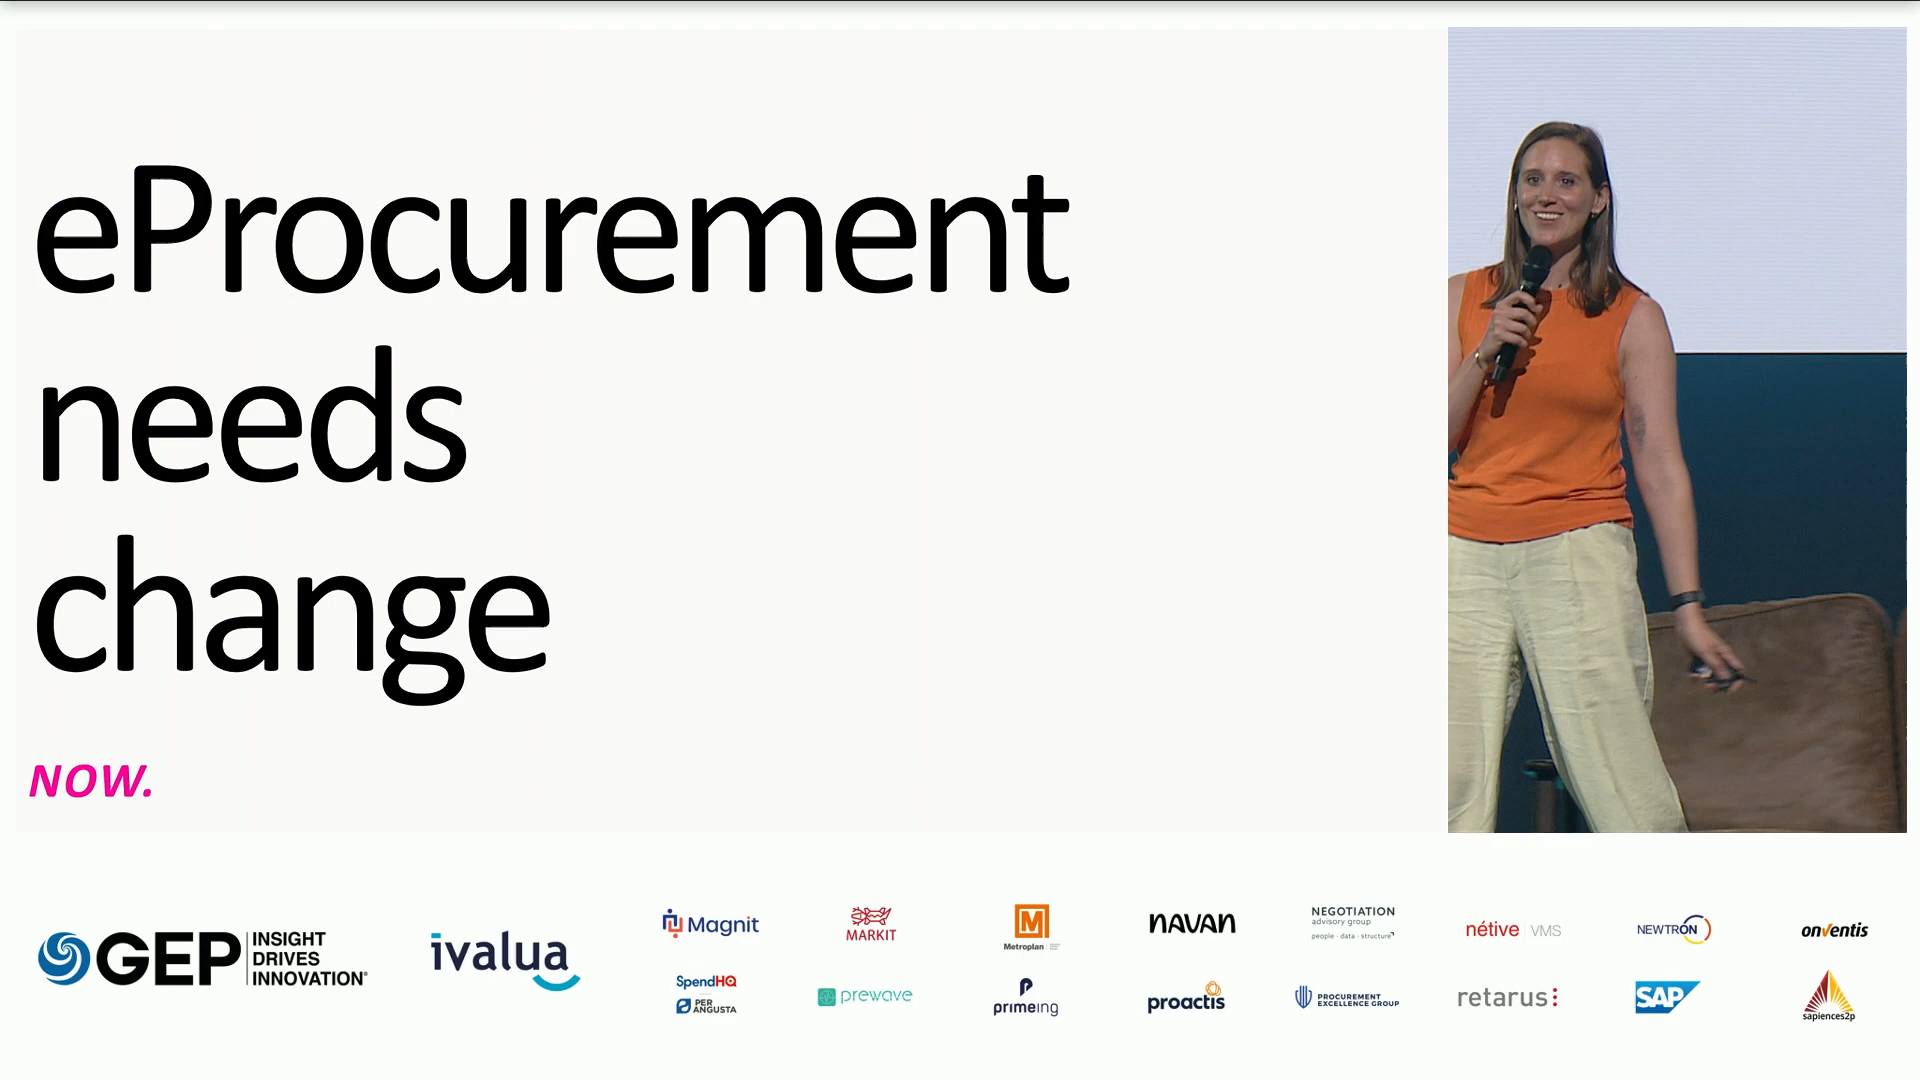 eProcurement
needs
change
NOW.
GEP
INSIGHT
DRIVES
INNOVATION
ivalua
Magnit
MARKIT
Metroplan
NAVAN
NEGOTIATION
advisory group
people · data · structure
nétive VMS
NEWTRON
onventis
SpendHQ
PER
ANGUSTA
prewave
primeing
proactis
PROCUREMENT
EXCELLENCE GROUP
retarus
SAP
sapiences2p